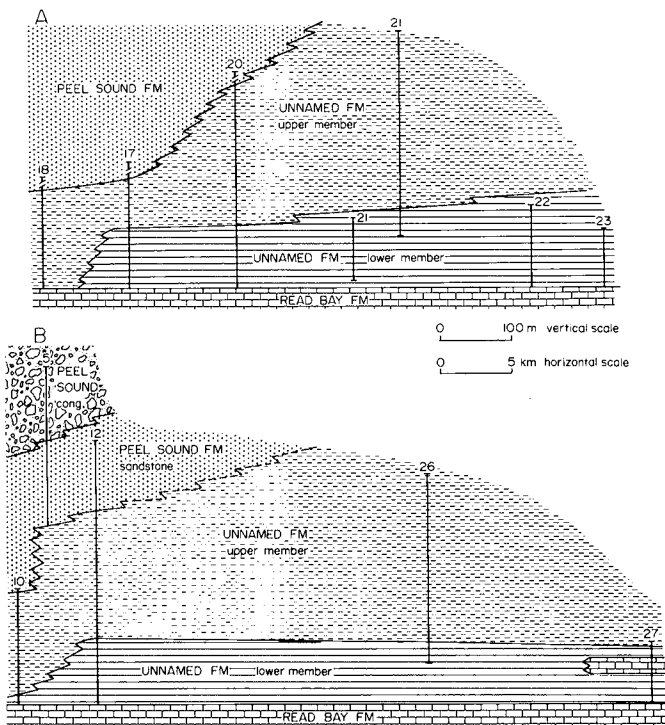 A
21
20
PEEL SOUND FM
UNNAMED FM
upper member
17
18
21
22
23
UNNAMED FM lower member
READ BAY FM
0 100 m vertical scale
0 5 km horizontal scale
B
PEEL
SOUND
cong.
12
PEEL SOUND FM
sandstone
26
UNNAMED FM
upper member
10
27
UNNAMED FM lower member
READ BAY FM